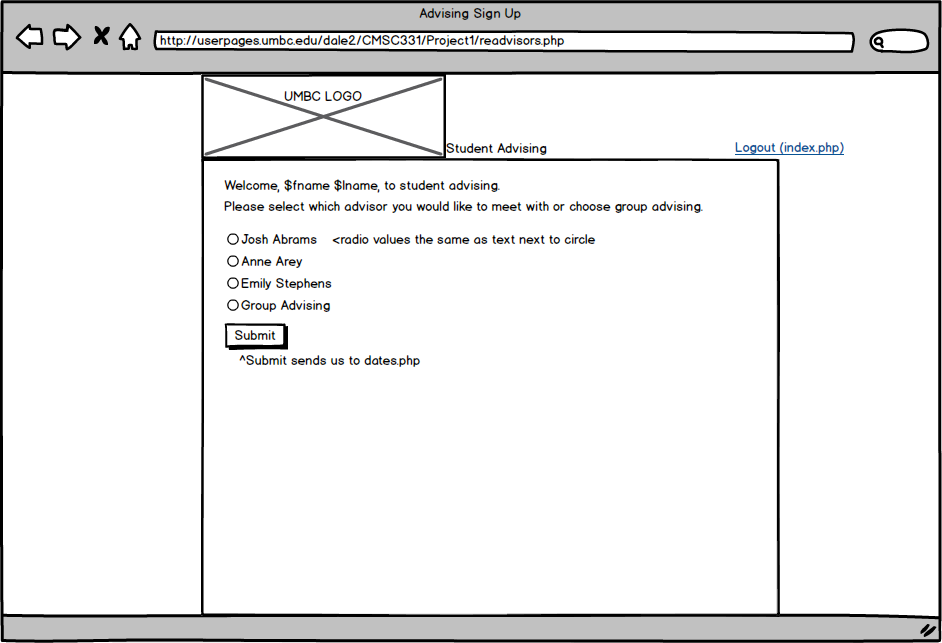 Advising Sign Up
http://userpages.umbc.edu/dale2/CMSC331/Project1/readvisors.php
UMBC LOGO
Student Advising
Logout (index.php)
Welcome, $fname $lname, to student advising.
Please select which advisor you would like to meet with or choose group advising.
Josh Abrams <radio values the same as text next to circle
Anne Arey
Emily Stephens
Group Advising
Submit
^Submit sends us to dates.php